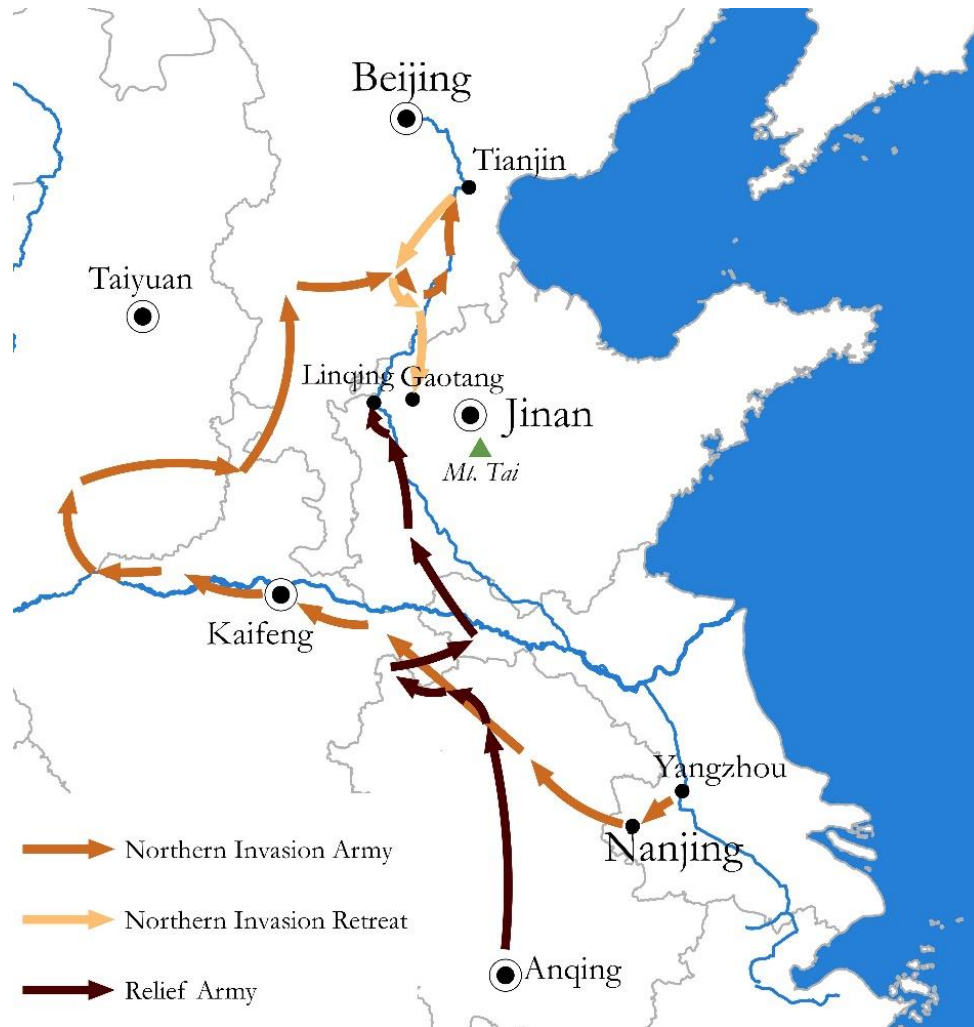 Beijing
Tianjin
Taiyuan
Linqing Gaotang
Jinan
Mt. Tai
Kaifeng
Yangzhou
Nanjing
Northern Invasion Army
Northern Invasion Retreat
Anqing
Relief Army